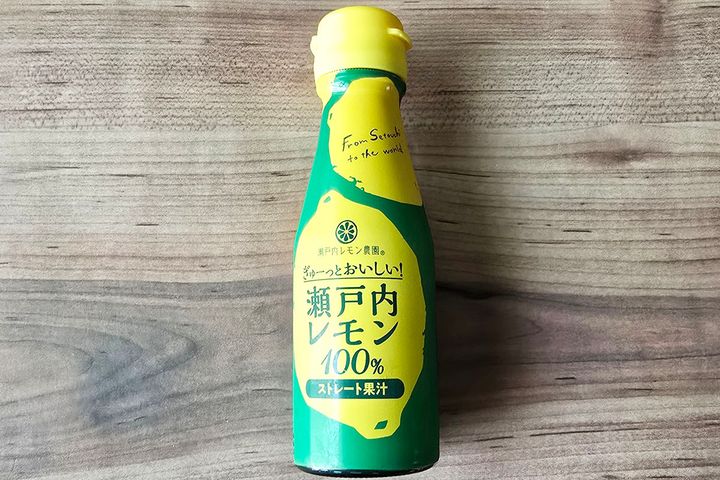 From Setouchi
to the world
瀬戸内レモン農園®
ぎゅーっとおいしい!
瀬戸内
レモン
100%
ストレート果汁